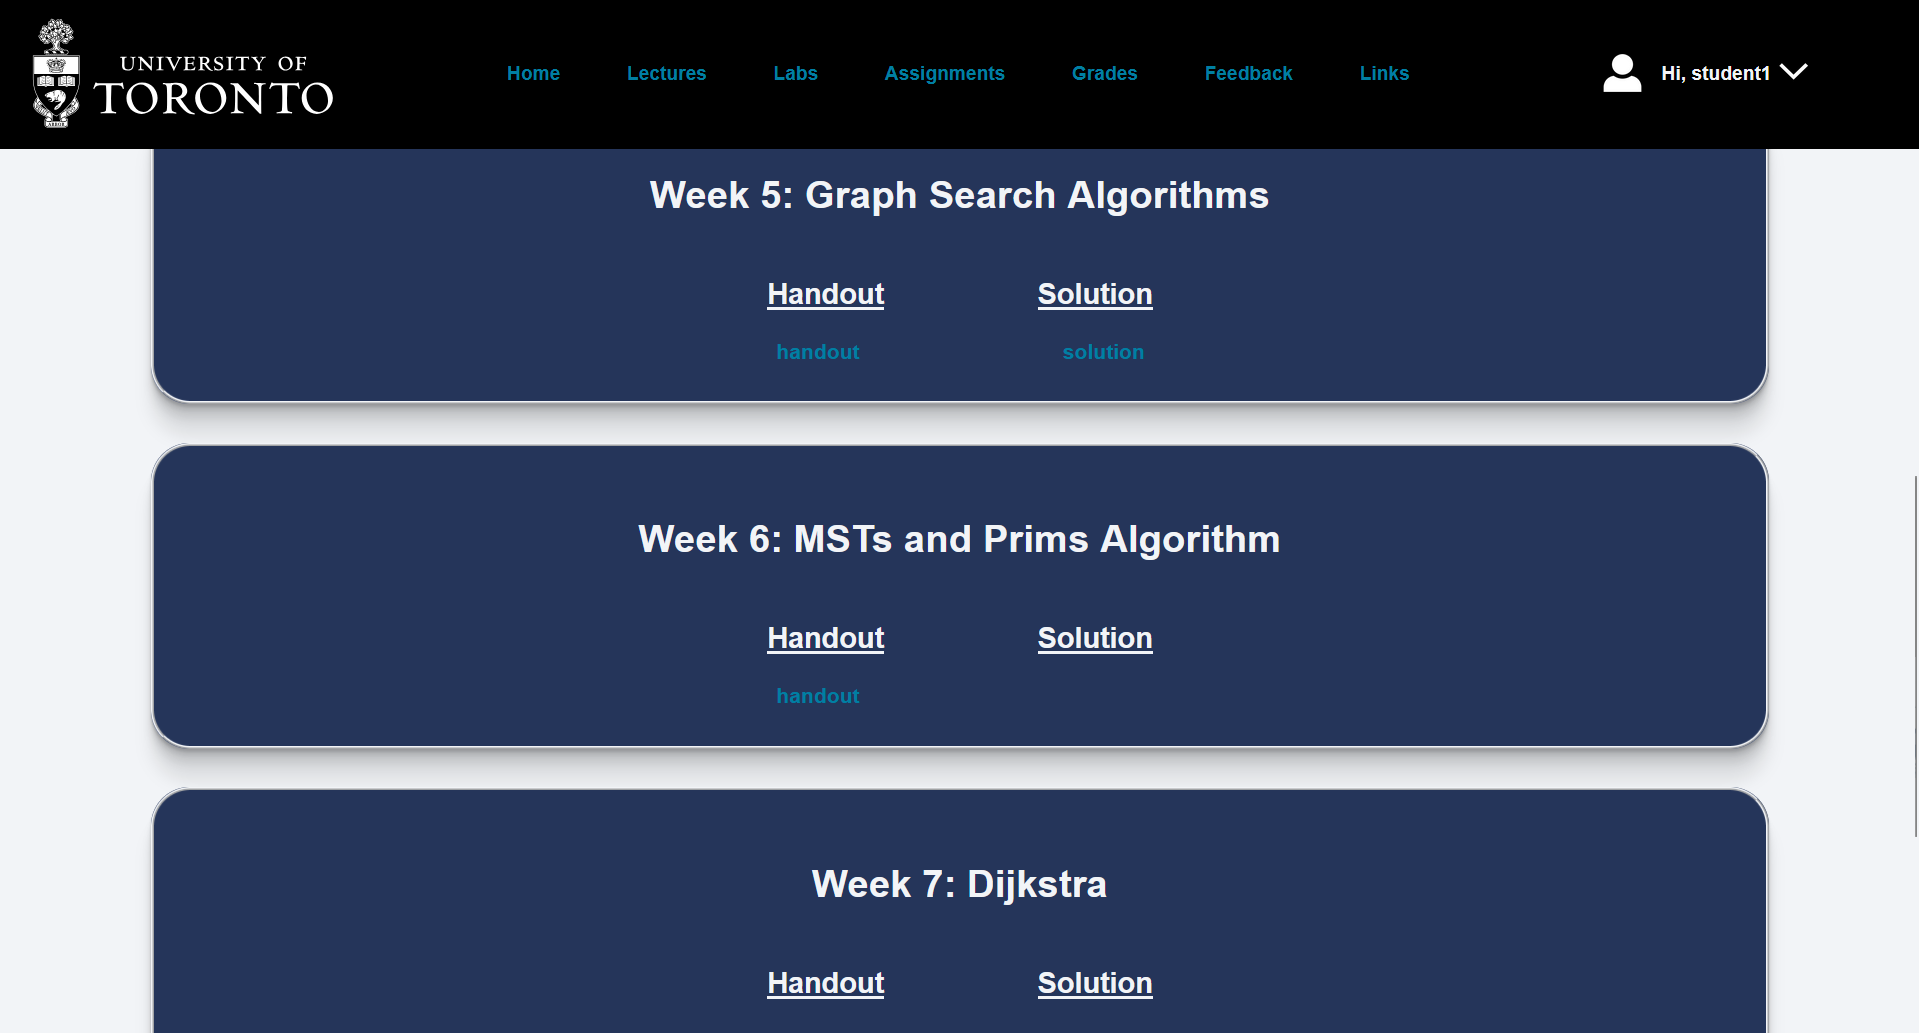 UNIVERSITY OF
TORONTO
Home Lectures Labs Assignments Grades Feedback Links
Hi, student1
Week 5: Graph Search Algorithms
Handout Solution
handout solution
Week 6: MSTs and Prims Algorithm
Handout Solution
handout
Week 7: Dijkstra
Handout Solution